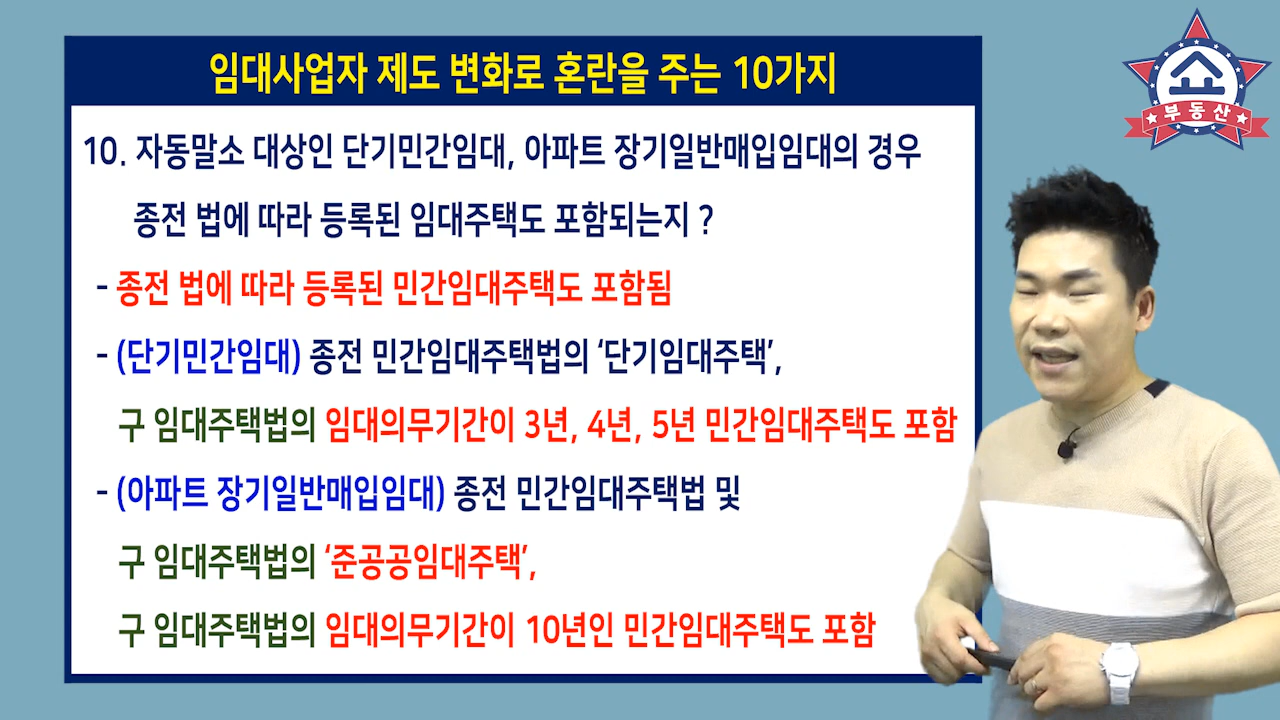 임대사업자 제도 변화로 혼란을 주는 10가지
10. 자동말소 대상인 단기민간임대, 아파트 장기일반매입임대의 경우
종전 법에 따라 등록된 임대주택도 포함되는지 ?
- 종전 법에 따라 등록된 민간임대주택도 포함됨
- (단기민간임대) 종전 민간임대주택법의 ‘단기임대주택’,
구 임대주택법의 임대의무기간이 3년, 4년, 5년 민간임대주택도 포함
- (아파트 장기일반매입임대) 종전 민간임대주택법 및
구 임대주택법의 ‘준공공임대주택’,
구 임대주택법의 임대의무기간이 10년인 민간임대주택도 포함
쇼
부동산